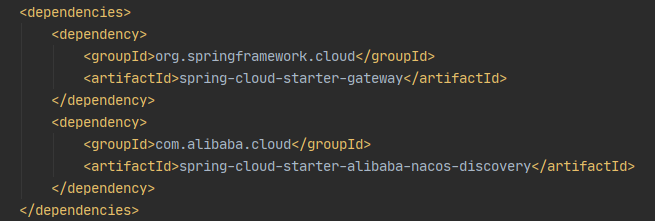 <dependencies>
    <dependency>
        <groupId>org.springframework.cloud</groupId>
        <artifactId>spring-cloud-starter-gateway</artifactId>
    </dependency>
    <dependency>
        <groupId>com.alibaba.cloud</groupId>
        <artifactId>spring-cloud-starter-alibaba-nacos-discovery</artifactId>
    </dependency>
</dependencies>